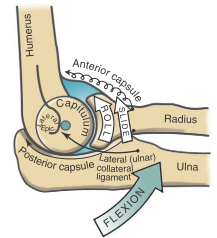 Humerus
Anterior capsule
Capitulum
Lateral
epic.
ROLL
SLIDE
Radius
Posterior capsule
Lateral (ulnar)
collateral
ligament
Ulna
FLEXION